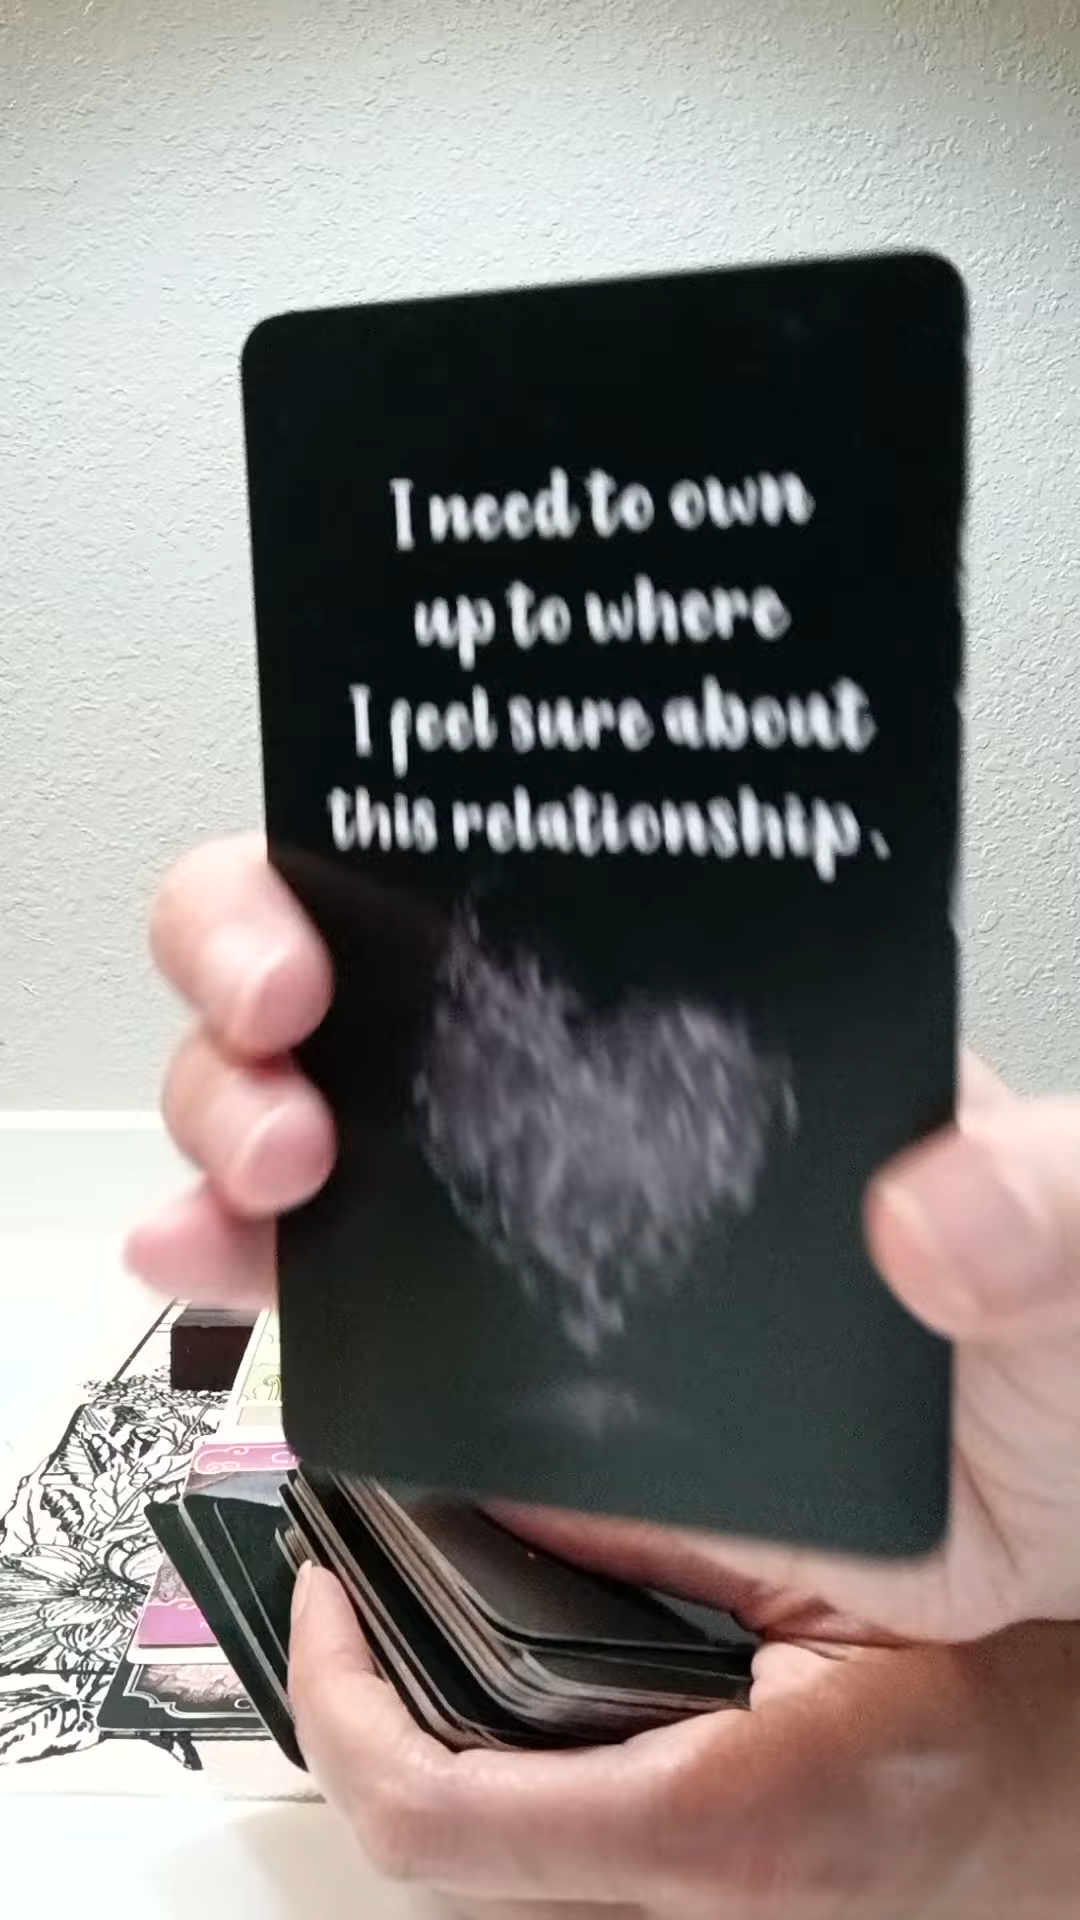 I need to own
up to where
I feel sure about
this relationship.